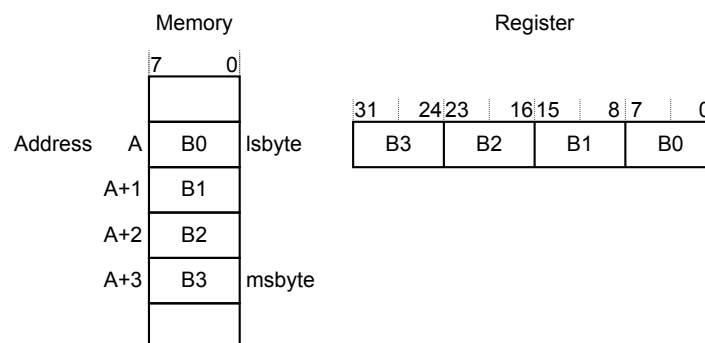 Memory Register
7 0
31 24 23 16 15 8 7 0
Address A B0 lsbyte
B3 B2 B1 B0
A+1 B1
A+2 B2
A+3 B3 msbyte